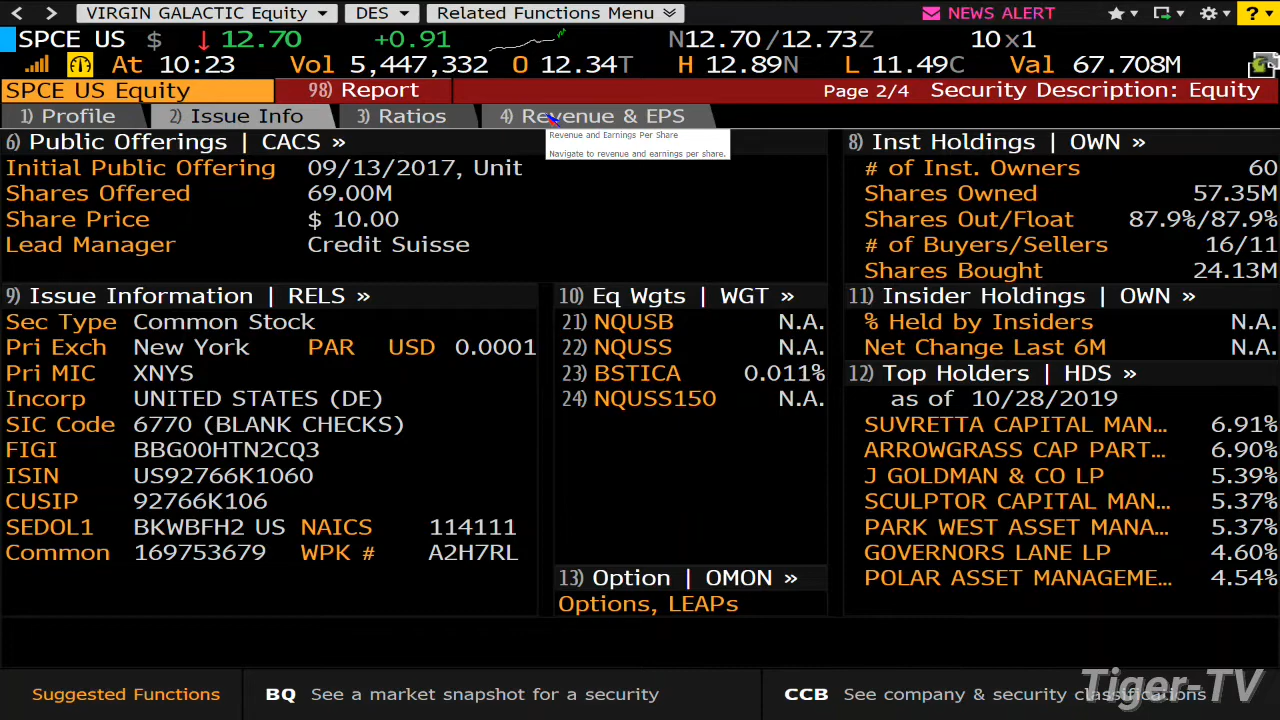 < > VIRGIN GALACTIC Equity DES Related Functions Menu NEWS ALERT ?
SPCE US $ ↓ 12.70 +0.91 N12.70 /12.73Z 10 x1
At 10:23 Vol 5,447,332 O 12.34T H 12.89N L 11.49C Val 67.708M
SPCE US Equity 98) Report Page 2/4 Security Description: Equity
1) Profile 2) Issue Info 3) Ratios 4) Revenue & EPS
Revenue and Earnings Per Share
Navigate to revenue and earnings per share.
6) Public Offerings | CACS »
Initial Public Offering 09/13/2017, Unit
Shares Offered 69.00M
Share Price $ 10.00
Lead Manager Credit Suisse
8) Inst Holdings | OWN »
# of Inst. Owners 60
Shares Owned 57.35M
Shares Out/Float 87.9%/87.9%
# of Buyers/Sellers 16/11
Shares Bought 24.13M
9) Issue Information | RELS »
Sec Type Common Stock
Pri Exch New York PAR USD 0.0001
Pri MIC XNYS
Incorp UNITED STATES (DE)
SIC Code 6770 (BLANK CHECKS)
FIGI BBG00HTN2CQ3
ISIN US92766K1060
CUSIP 92766K106
SEDOL1 BKWBFH2 US NAICS 114111
Common 169753679 WPK # A2H7RL
10) Eq Wgts | WGT »
21) NQUSB N.A.
22) NQUSS N.A.
23) BSTICA 0.011%
24) NQUSS150 N.A.
13) Option | OMON »
Options, LEAPs
11) Insider Holdings | OWN »
% Held by Insiders N.A.
Net Change Last 6M N.A.
12) Top Holders | HDS »
as of 10/28/2019
SUVRETTA CAPITAL MAN... 6.91%
ARROWGRASS CAP PART... 6.90%
J GOLDMAN & CO LP 5.39%
SCULPTOR CAPITAL MAN... 5.37%
PARK WEST ASSET MANA... 5.37%
GOVERNORS LANE LP 4.60%
POLAR ASSET MANAGEME... 4.54%
Suggested Functions BQ See a market snapshot for a security CCB See company & security classifications
Tiger-TV